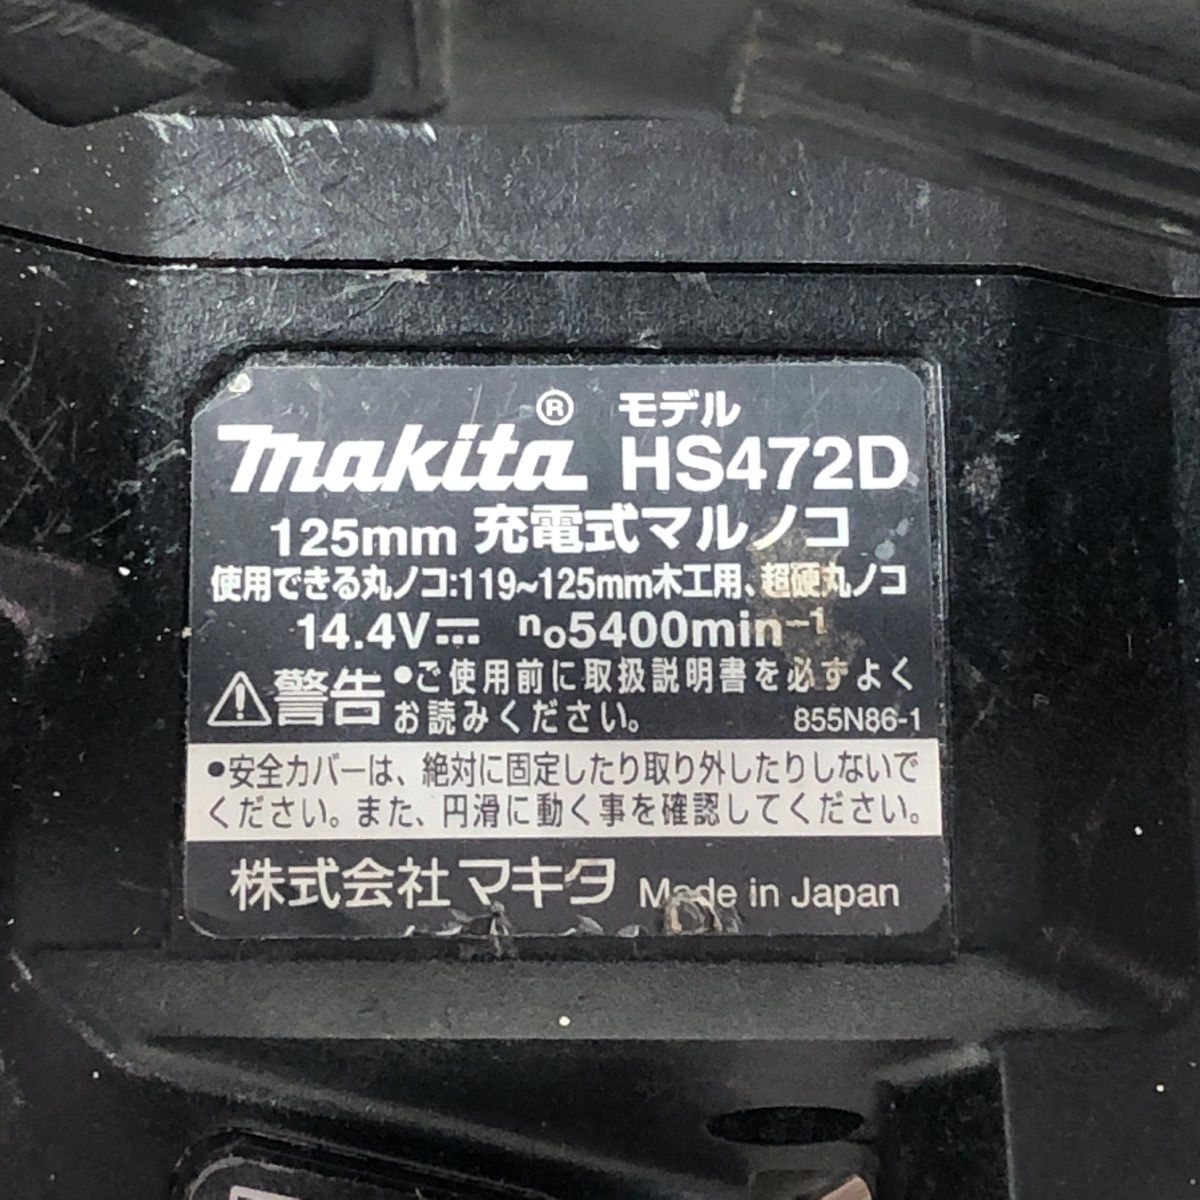 makita® モデル HS472D
125mm 充電式マルノコ
使用できる丸ノコ:119~125mm木工用、超硬丸ノコ
14.4V⎓ n₀5400min⁻¹
⚠警告 •ご使用前に取扱説明書を必ずよく
お読みください。 855N86-1
•安全カバーは、絶対に固定したり取り外したりしないで
ください。また、円滑に動く事を確認してください。
株式会社マキタ Made in Japan